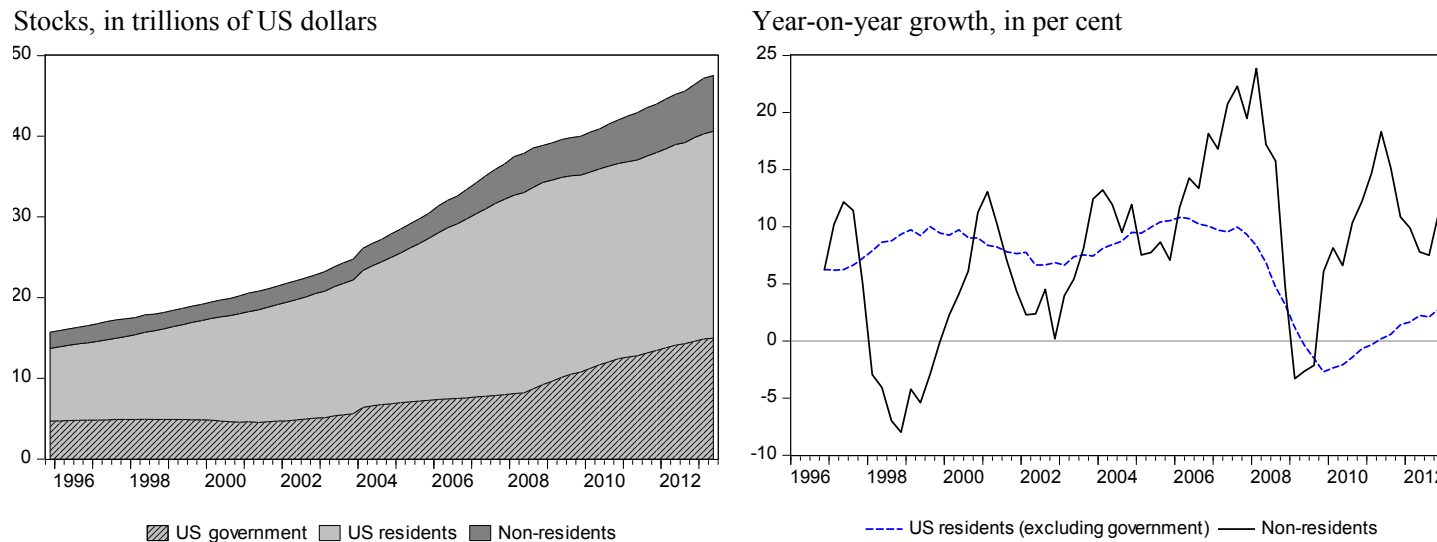 Stocks, in trillions of US dollars
50
40
30
20
10
0
1996 1998 2000 2002 2004 2006 2008 2010 2012
US government US residents Non-residents
Year-on-year growth, in per cent
25
20
15
10
5
0
-5
-10
1996 1998 2000 2002 2004 2006 2008 2010 2012
US residents (excluding government) Non-residents